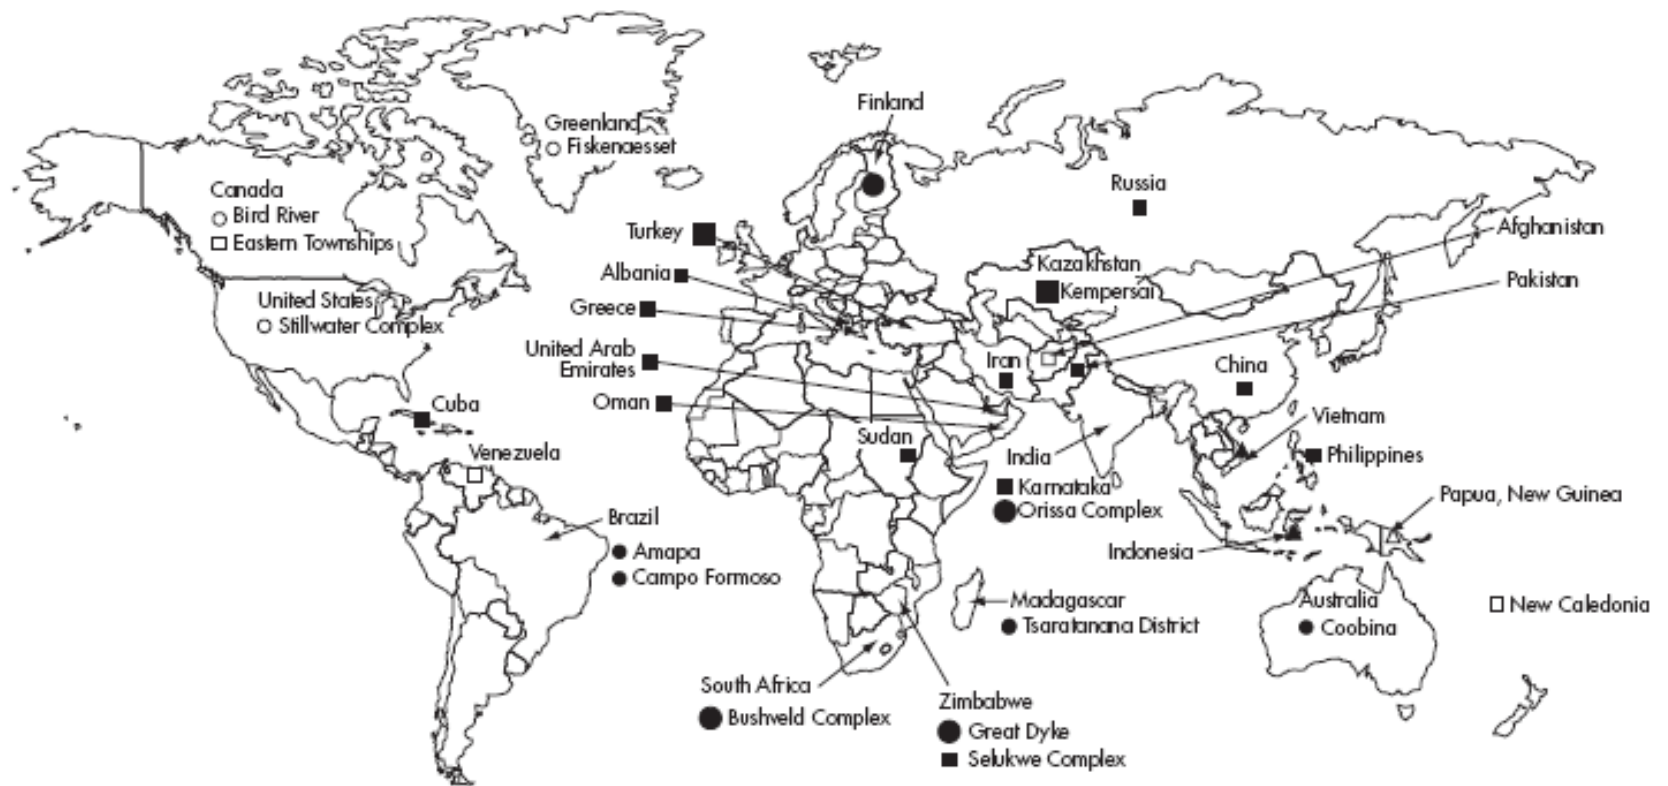 Finland
Greenland
Fiskenaesset
Canada
Bird River
Eastern Townships
Russia
Turkey
Afghanistan
Albania
Kazakhstan
Kempersai
Pakistan
Greece
United States
Stillwater Complex
United Arab
Emirates
Iran
China
Oman
Cuba
Vietnam
Sudan
Venezuela
India
Philippines
Karnataka
Orissa Complex
Papua, New Guinea
Brazil
Amapa
Campo Formoso
Indonesia
Madagascar
Tsaratanana District
Australia
Coobina
New Caledonia
South Africa
Bushveld Complex
Zimbabwe
Great Dyke
Selukwe Complex